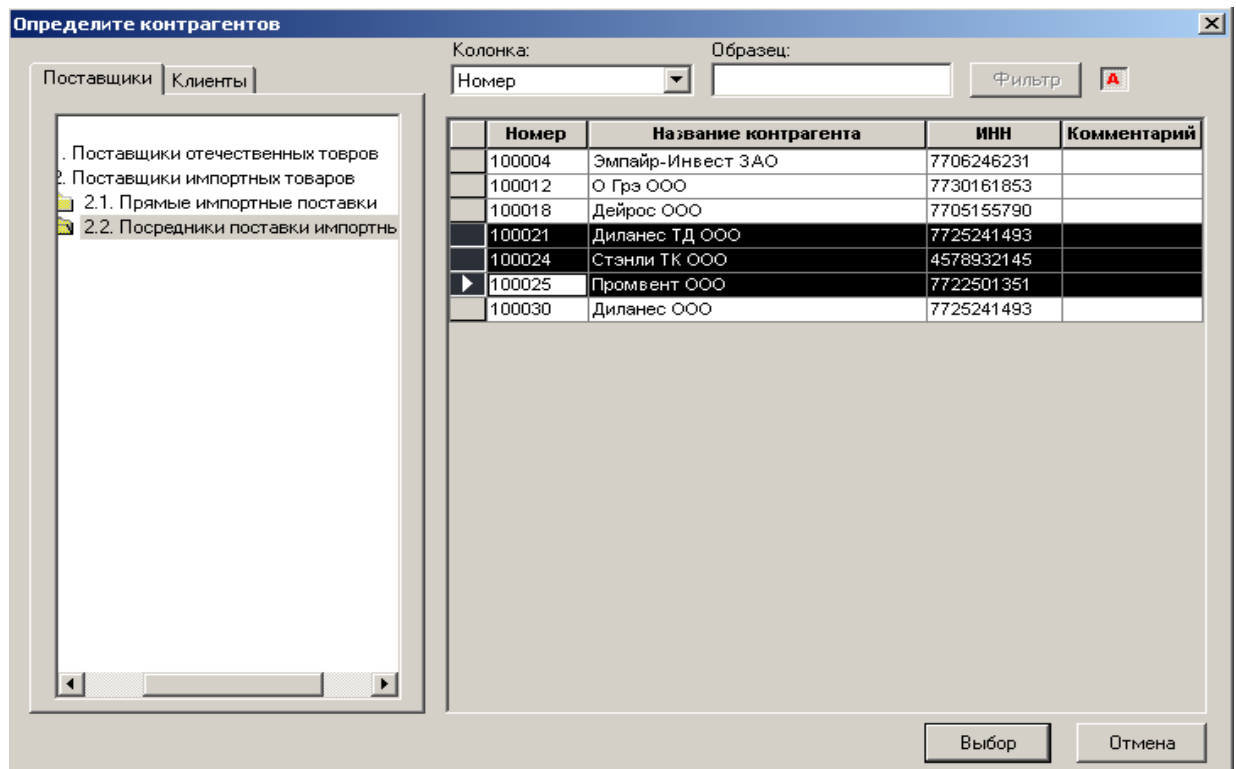 Определите контрагентов
Колонка: Образец:
Поставщики Клиенты Номер Фильтр A
Номер Название контрагента ИНН Комментарий
. Поставщики отечественных товров
2. Поставщики импортных товаров
2.1. Прямые импортные поставки
2.2. Посредники поставки импортнь
100004 Эмпайр-Инвест ЗАО 7706246231
100012 О Грэ ООО 7730161853
100018 Дейрос ООО 7705155790
100021 Диланес ТД ООО 7725241493
100024 Стэнли ТК ООО 4578932145
100025 Промвент ООО 7722501351
100030 Диланес ООО 7725241493
Выбор Отмена